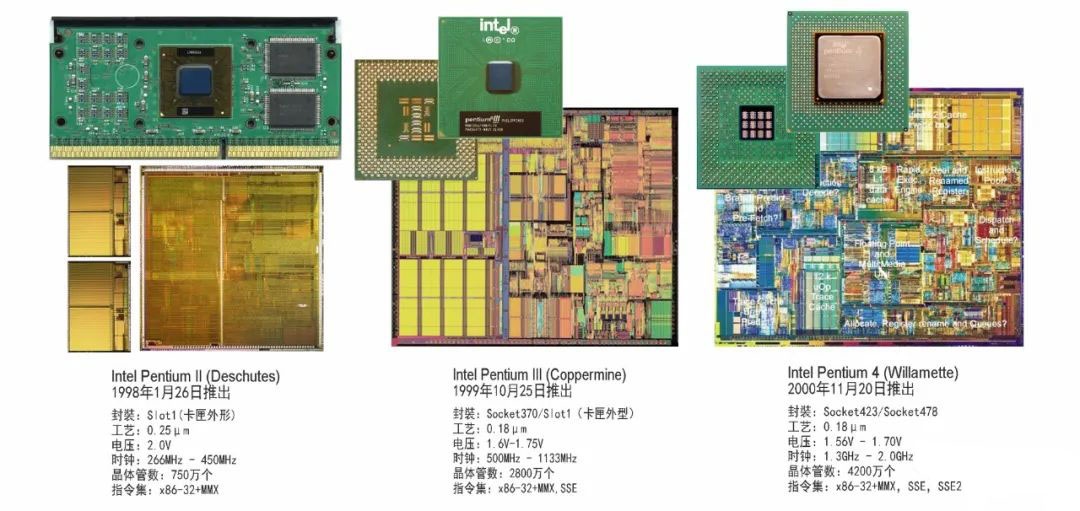 intel®
pentium III
PHILIPPINES
pentium 4
L2 Cache
8 kB
L1
data
cache
Rapid
Exec
Engine
Real and
Renamed
Register
File
Instruction
Pool?
Branch Predict
and
Pre-Fetch?
Dispatch
and
Schedule?
Floating Point
and
MultiMedia
Unit
12 k
uOp
Trace
Cache
Allocate, Register rename and Queues?
Intel Pentium II (Deschutes)
1998年1月26日推出
封装: Slot1(卡匣外形)
工艺: 0.25μm
电压: 2.0V
时钟: 266MHz - 450MHz
晶体管数: 750万个
指令集: x86-32+MMX
Intel Pentium III (Coppermine)
1999年10月25日推出
封装: Socket370/Slot1 (卡匣外型)
工艺: 0.18μm
电压: 1.6V-1.75V
时钟: 500MHz - 1133MHz
晶体管数: 2800万个
指令集: x86-32+MMX,SSE
Intel Pentium 4 (Willamette)
2000年11月20日推出
封装: Socket423/Socket478
工艺: 0.18μm
电压: 1.56V - 1.70V
时钟: 1.3GHz - 2.0GHz
晶体管数: 4200万个
指令集: x86-32+MMX, SSE, SSE2